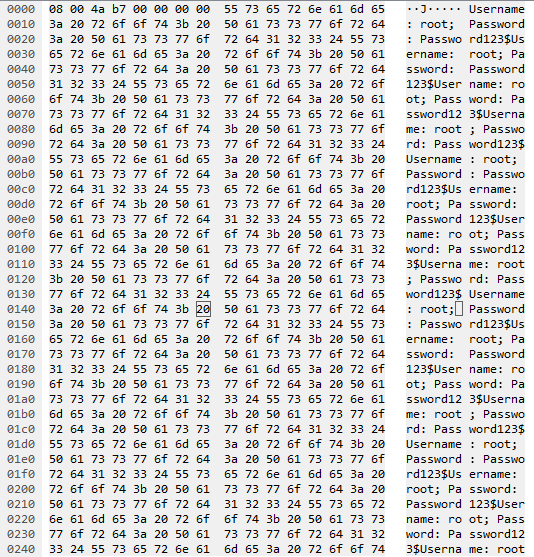 0000 08 00 4a b7 00 00 00 00 55 73 65 72 6e 61 6d 65 ··J····· Username
0010 3a 20 72 6f 6f 74 3b 20 50 61 73 73 77 6f 72 64 : root;  Password
0020 3a 20 50 61 73 73 77 6f 72 64 31 32 33 24 55 73 : Passwo rd123$Us
0030 65 72 6e 61 6d 65 3a 20 72 6f 6f 74 3b 20 50 61 ername:  root; Pa
0040 73 73 77 6f 72 64 3a 20 50 61 73 73 77 6f 72 64 ssword:  Password
0050 31 32 33 24 55 73 65 72 6e 61 6d 65 3a 20 72 6f 123$User name: ro
0060 6f 74 3b 20 50 61 73 73 77 6f 72 64 3a 20 50 61 ot; Pass word: Pa
0070 73 73 77 6f 72 64 31 32 33 24 55 73 65 72 6e 61 ssword12 3$Userna
0080 6d 65 3a 20 72 6f 6f 74 3b 20 50 61 73 73 77 6f me: root ; Passwo
0090 72 64 3a 20 50 61 73 73 77 6f 72 64 31 32 33 24 rd: Pass word123$
00a0 55 73 65 72 6e 61 6d 65 3a 20 72 6f 6f 74 3b 20 Username : root; 
00b0 50 61 73 73 77 6f 72 64 3a 20 50 61 73 73 77 6f Password : Passwo
00c0 72 64 31 32 33 24 55 73 65 72 6e 61 6d 65 3a 20 rd123$Us ername: 
00d0 72 6f 6f 74 3b 20 50 61 73 73 77 6f 72 64 3a 20 root; Pa ssword: 
00e0 50 61 73 73 77 6f 72 64 31 32 33 24 55 73 65 72 Password 123$User
00f0 6e 61 6d 65 3a 20 72 6f 6f 74 3b 20 50 61 73 73 name: ro ot; Pass
0100 77 6f 72 64 3a 20 50 61 73 73 77 6f 72 64 31 32 word: Pa ssword12
0110 33 24 55 73 65 72 6e 61 6d 65 3a 20 72 6f 6f 74 3$Userna me: root
0120 3b 20 50 61 73 73 77 6f 72 64 3a 20 50 61 73 73 ; Passwo rd: Pass
0130 77 6f 72 64 31 32 33 24 55 73 65 72 6e 61 6d 65 word123$ Username
0140 3a 20 72 6f 6f 74 3b 20 50 61 73 73 77 6f 72 64 : root;  Password
0150 3a 20 50 61 73 73 77 6f 72 64 31 32 33 24 55 73 : Passwo rd123$Us
0160 65 72 6e 61 6d 65 3a 20 72 6f 6f 74 3b 20 50 61 ername:  root; Pa
0170 73 73 77 6f 72 64 3a 20 50 61 73 73 77 6f 72 64 ssword:  Password
0180 31 32 33 24 55 73 65 72 6e 61 6d 65 3a 20 72 6f 123$User name: ro
0190 6f 74 3b 20 50 61 73 73 77 6f 72 64 3a 20 50 61 ot; Pass word: Pa
01a0 73 73 77 6f 72 64 31 32 33 24 55 73 65 72 6e 61 ssword12 3$Userna
01b0 6d 65 3a 20 72 6f 6f 74 3b 20 50 61 73 73 77 6f me: root ; Passwo
01c0 72 64 3a 20 50 61 73 73 77 6f 72 64 31 32 33 24 rd: Pass word123$
01d0 55 73 65 72 6e 61 6d 65 3a 20 72 6f 6f 74 3b 20 Username : root; 
01e0 50 61 73 73 77 6f 72 64 3a 20 50 61 73 73 77 6f Password : Passwo
01f0 72 64 31 32 33 24 55 73 65 72 6e 61 6d 65 3a 20 rd123$Us ername: 
0200 72 6f 6f 74 3b 20 50 61 73 73 77 6f 72 64 3a 20 root; Pa ssword: 
0210 50 61 73 73 77 6f 72 64 31 32 33 24 55 73 65 72 Password 123$User
0220 6e 61 6d 65 3a 20 72 6f 6f 74 3b 20 50 61 73 73 name: ro ot; Pass
0230 77 6f 72 64 3a 20 50 61 73 73 77 6f 72 64 31 32 word: Pa ssword12
0240 33 24 55 73 65 72 6e 61 6d 65 3a 20 72 6f 6f 74 3$Userna me: root